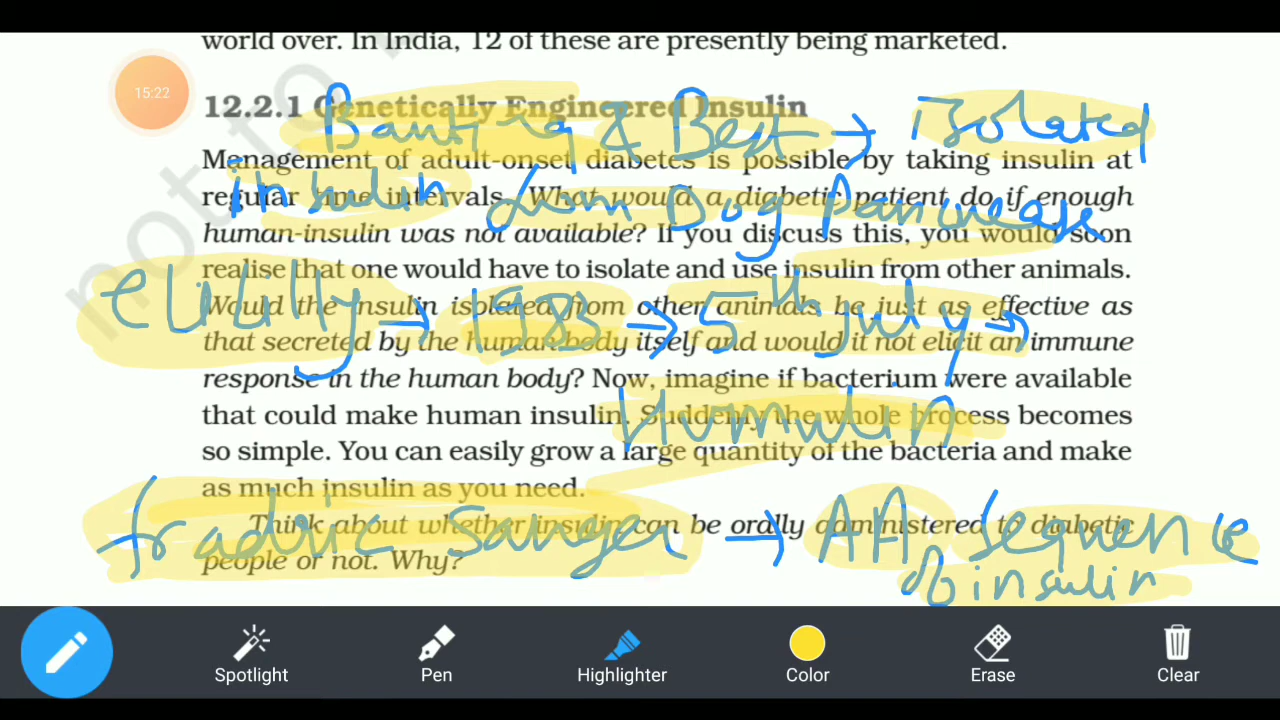 world over. In India, 12 of these are presently being marketed.
15:22
12.2.1 Genetically Engineered Insulin
Banting & Best → isolated
Management of adult-onset diabetes is possible by taking insulin at
insulin from Dog Pancrease
regular time intervals. What would a diabetic patient do if enough
human-insulin was not available? If you discuss this, you would soon
realise that one would have to isolate and use insulin from other animals.
Elilily → 1983 → 5th July →
Would the insulin isolated from other animals be just as effective as
that secreted by the human body itself and would it not elicit an immune
response in the human body? Now, imagine if bacterium were available
Humulin
that could make human insulin. Suddenly the whole process becomes
so simple. You can easily grow a large quantity of the bacteria and make
as much insulin as you need.
fradric Sanger → AA sequence
of insulin
Think about whether insulin can be orally administered to diabetic
people or not. Why?
not to
Spotlight Pen Highlighter Color Erase Clear